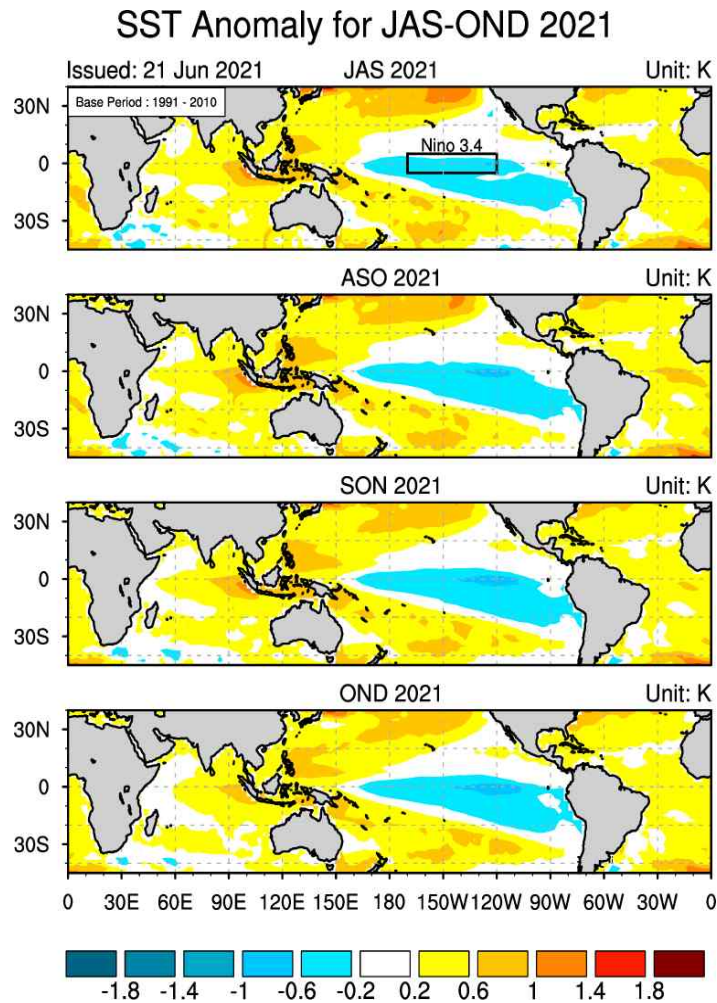 SST Anomaly for JAS-OND 2021
Issued: 21 Jun 2021 JAS 2021 Unit: K
30N
Base Period : 1991 - 2010
Nino 3.4
0
30S
ASO 2021 Unit: K
30N
0
30S
SON 2021 Unit: K
30N
0
30S
OND 2021 Unit: K
30N
0
30S
0 30E 60E 90E 120E 150E 180E 150W 120W 90W 60W 0
-1.8 -1.4 -1 -0.6 -0.2 0.2 0.6 1 1.4 1.8